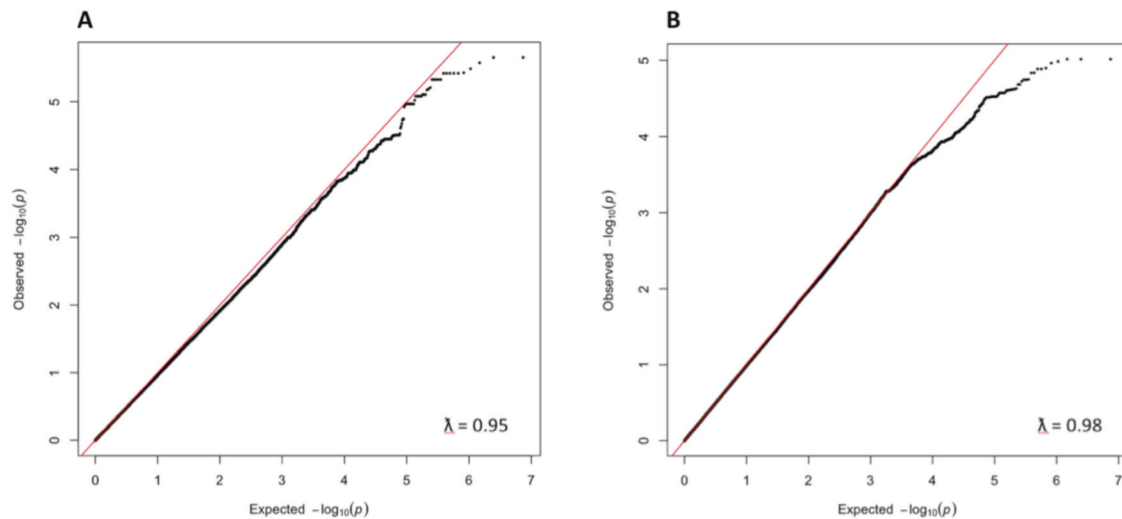 A
B
Observed −log₁₀(p)
5
4
3
2
1
0
0 1 2 3 4 5 6 7
Expected −log₁₀(p)
ƛ = 0.95
Observed −log₁₀(p)
5
4
3
2
1
0
0 1 2 3 4 5 6 7
Expected −log₁₀(p)
ƛ = 0.98